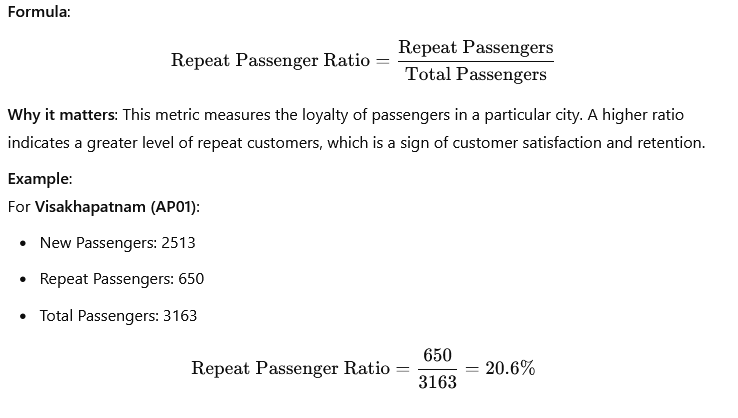 Formula:
Repeat Passenger Ratio = Repeat Passengers / Total Passengers
Why it matters: This metric measures the loyalty of passengers in a particular city. A higher ratio
indicates a greater level of repeat customers, which is a sign of customer satisfaction and retention.
Example:
For Visakhapatnam (AP01):
• New Passengers: 2513
• Repeat Passengers: 650
• Total Passengers: 3163
Repeat Passenger Ratio = 650 / 3163 = 20.6%